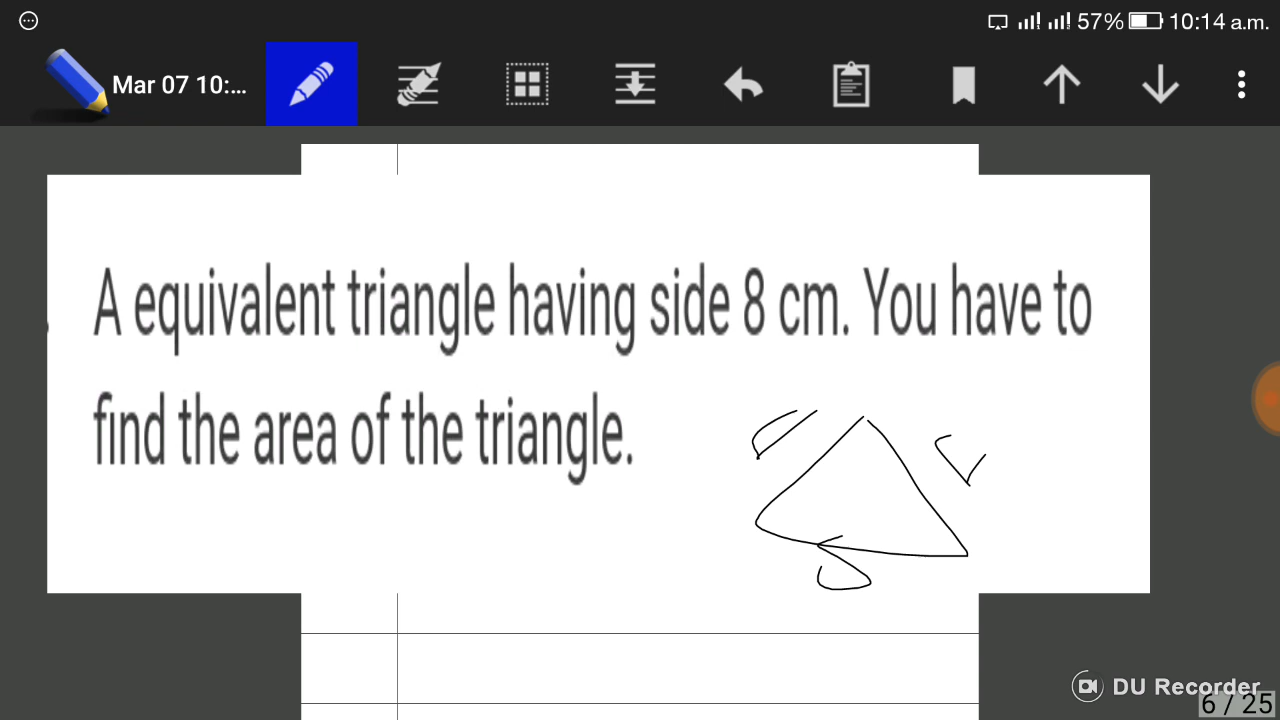 57% 10:14 a.m.
Mar 07 10:...
A equivalent triangle having side 8 cm. You have to
find the area of the triangle.
DU Recorder
6 / 25